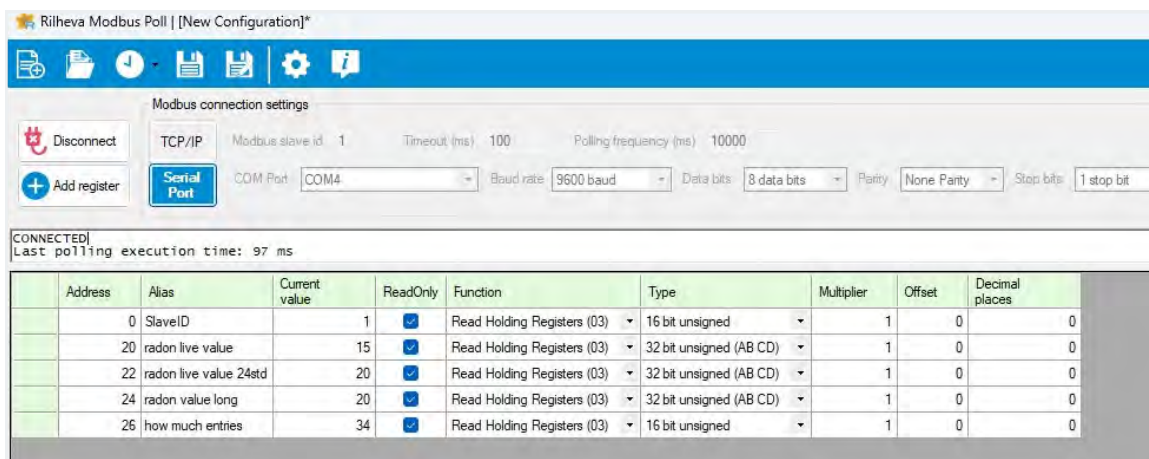 Rilheva Modbus Poll | [New Configuration]*
Modbus connection settings
Disconnect TCP/IP Modbus slave id 1 Timeout (ms) 100 Polling frequency (ms) 10000
Add register Serial Port COM Port COM4 Baud rate 9600 baud Data bits 8 data bits Parity None Parity Stop bits 1 stop bit
CONNECTED
Last polling execution time: 97 ms
Address Alias Current value ReadOnly Function Type Multiplier Offset Decimal places
0 SlaveID 1 Read Holding Registers (03) 16 bit unsigned 1 0 0
20 radon live value 15 Read Holding Registers (03) 32 bit unsigned (AB CD) 1 0 0
22 radon live value 24std 20 Read Holding Registers (03) 32 bit unsigned (AB CD) 1 0 0
24 radon value long 20 Read Holding Registers (03) 32 bit unsigned (AB CD) 1 0 0
26 how much entries 34 Read Holding Registers (03) 16 bit unsigned 1 0 0